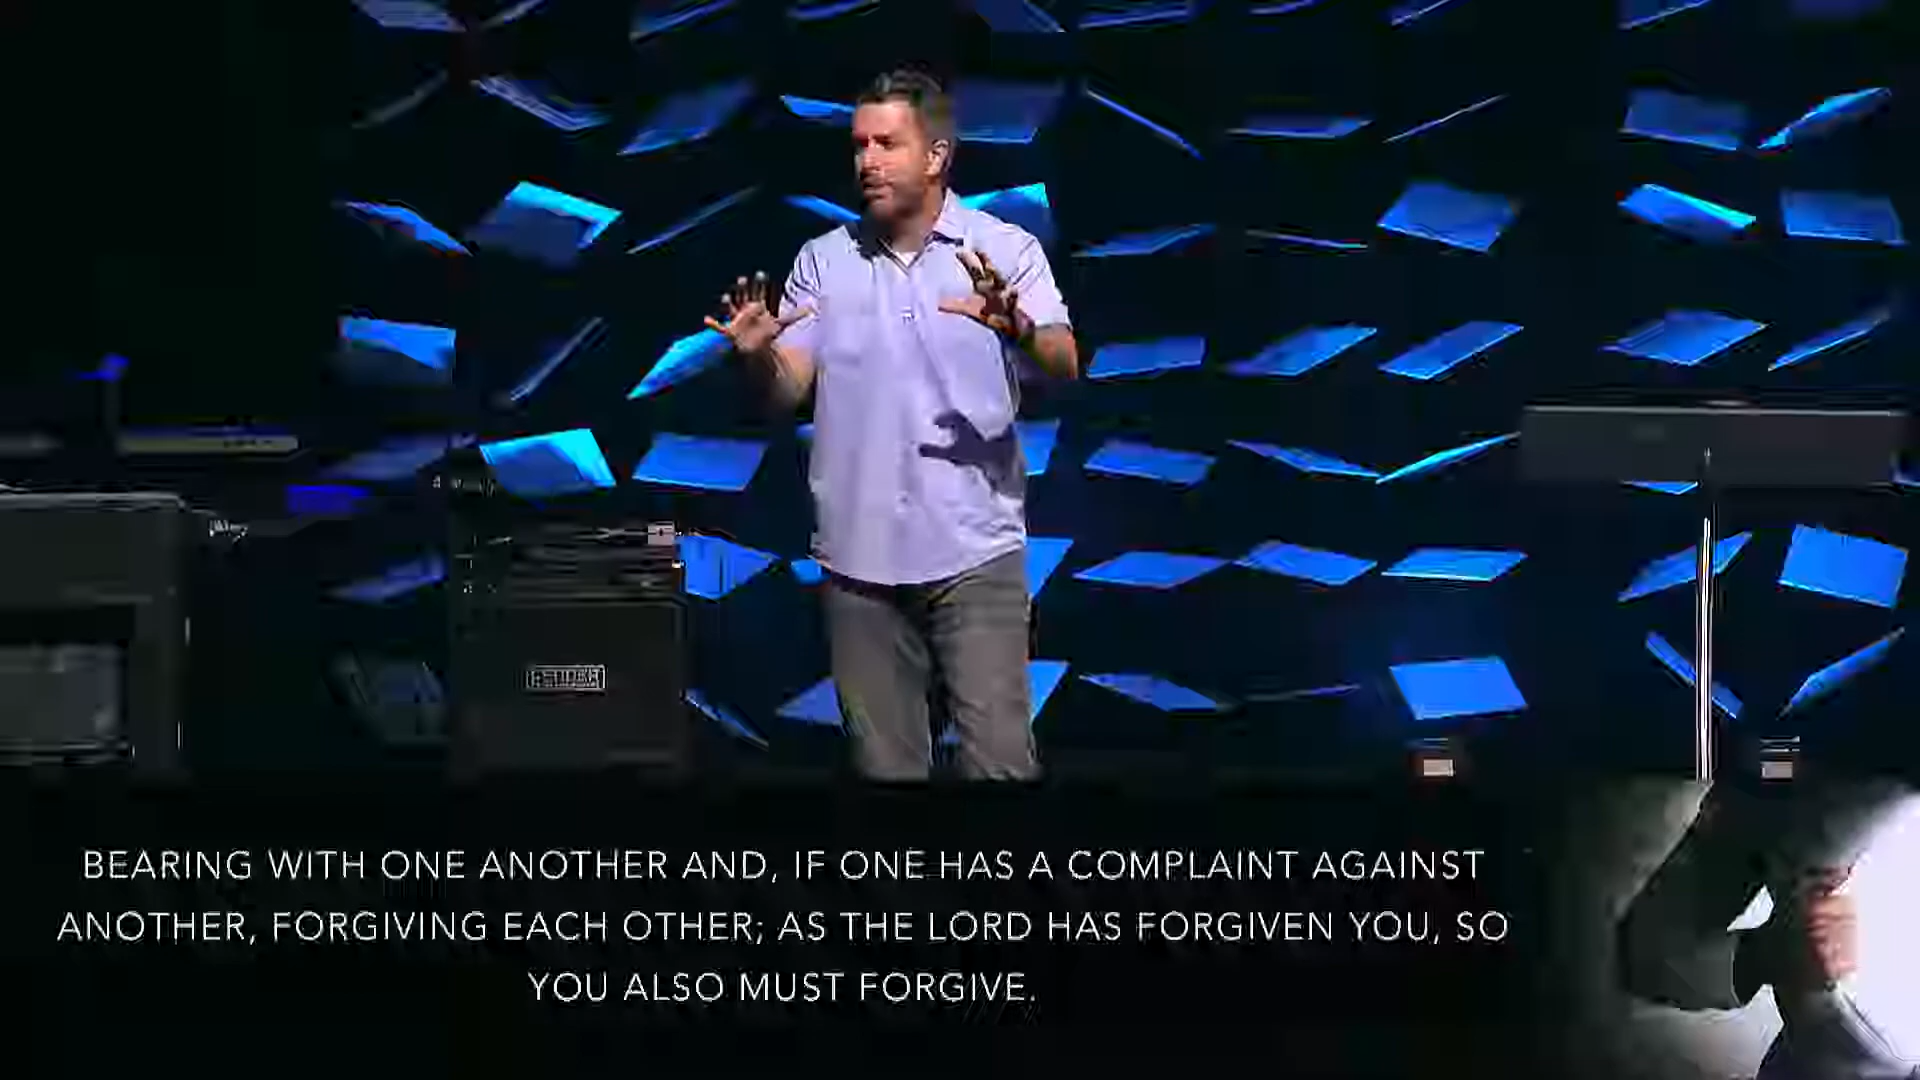 BEARING WITH ONE ANOTHER AND, IF ONE HAS A COMPLAINT AGAINST
ANOTHER, FORGIVING EACH OTHER; AS THE LORD HAS FORGIVEN YOU, SO
YOU ALSO MUST FORGIVE.